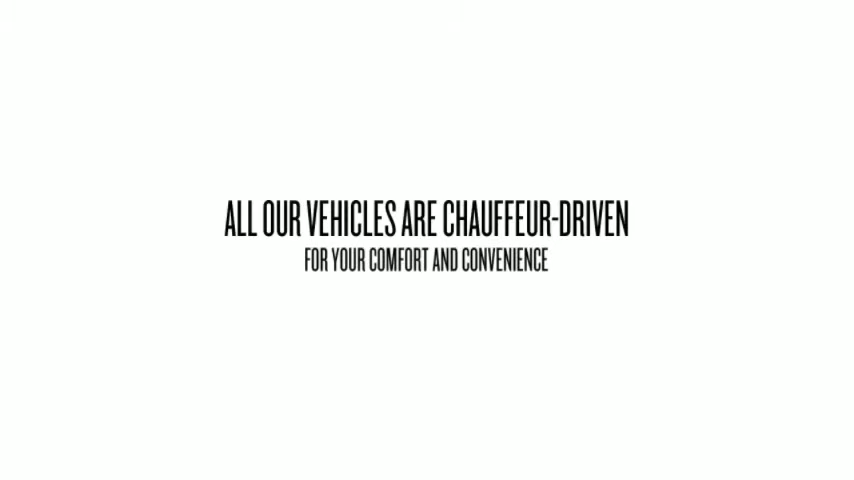 ALL OUR VEHICLES ARE CHAUFFEUR-DRIVEN
FOR YOUR COMFORT AND CONVENIENCE